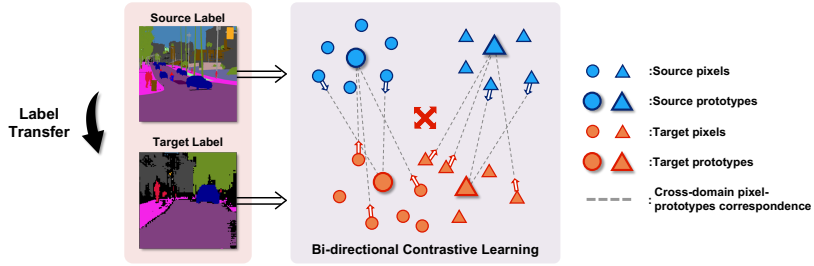 Source Label
Label
Transfer
Target Label
Bi-directional Contrastive Learning
:Source pixels
:Source prototypes
:Target pixels
:Target prototypes
: Cross-domain pixel-
prototypes correspondence